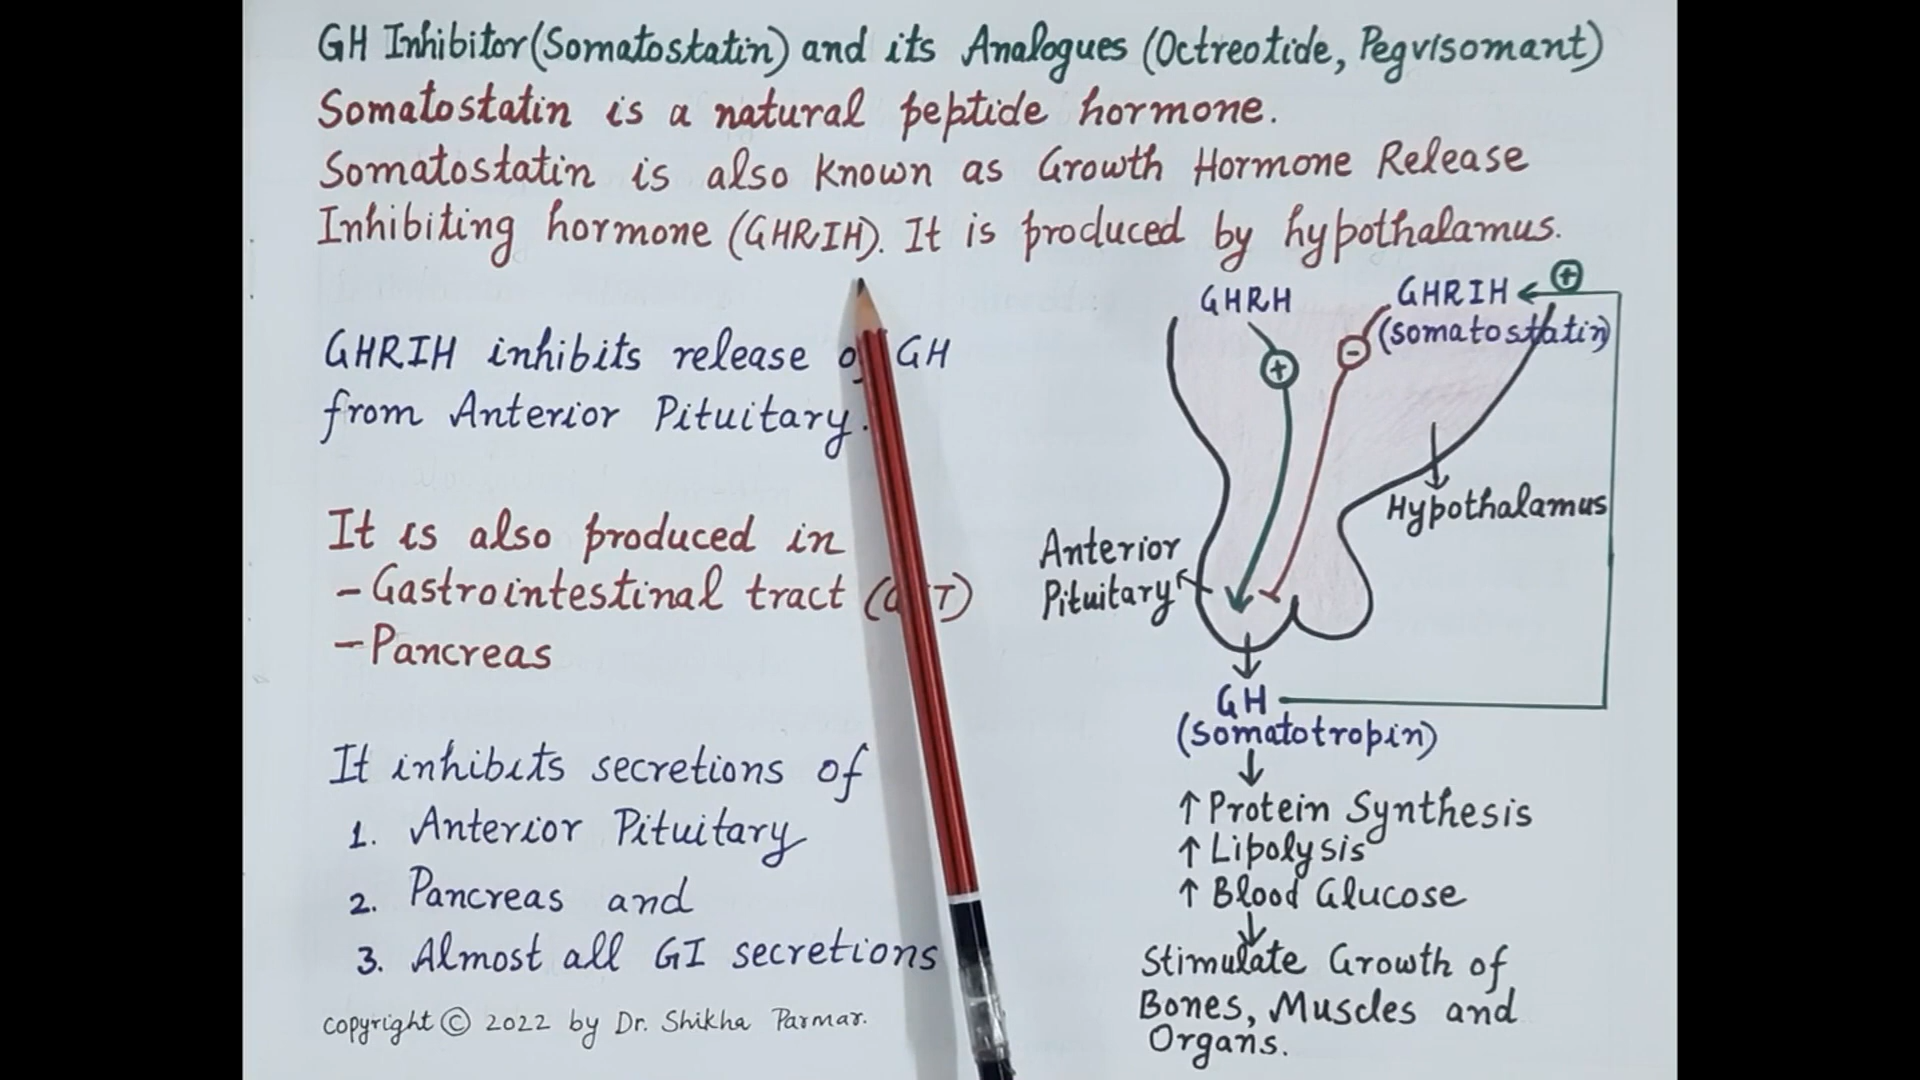 GH Inhibitor (Somatostatin) and its Analogues (Octreotide, Pegvisomant)
Somatostatin is a natural peptide hormone.
Somatostatin is also known as Growth Hormone Release
Inhibiting hormone (GHRIH). It is produced by hypothalamus.
GHRIH inhibits release of GH
from Anterior Pituitary.
It is also produced in
- Gastrointestinal tract
- Pancreas
It inhibits secretions of
1. Anterior Pituitary
2. Pancreas and
3. Almost all GI secretions
copyright © 2022 by Dr. Shikha Parmar.
GHRH
GHRIH
+
(somatostatin)
+
-
Hypothalamus
Anterior
Pituitary
GH
(somatotropin)
↑ Protein Synthesis
↑ Lipolysis
↑ Blood Glucose
Stimulate Growth of
Bones, Muscles and
Organs.